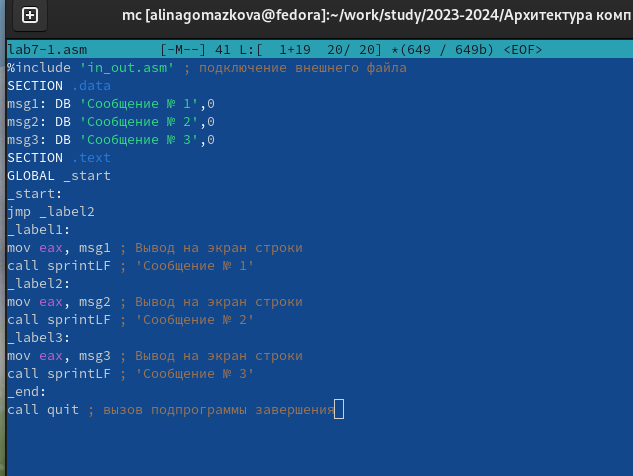 mc [alinagomazkova@fedora]:~/work/study/2023-2024/Архитектура комп
lab7-1.asm [-M--] 41 L:[ 1+19 20/ 20] *(649 / 649b) <EOF>
%include 'in_out.asm' ; подключение внешнего файла
SECTION .data
msg1: DB 'Сообщение № 1',0
msg2: DB 'Сообщение № 2',0
msg3: DB 'Сообщение № 3',0
SECTION .text
GLOBAL _start
_start:
jmp _label2
_label1:
mov eax, msg1 ; Вывод на экран строки
call sprintLF ; 'Сообщение № 1'
_label2:
mov eax, msg2 ; Вывод на экран строки
call sprintLF ; 'Сообщение № 2'
_label3:
mov eax, msg3 ; Вывод на экран строки
call sprintLF ; 'Сообщение № 3'
_end:
call quit ; вызов подпрограммы завершения